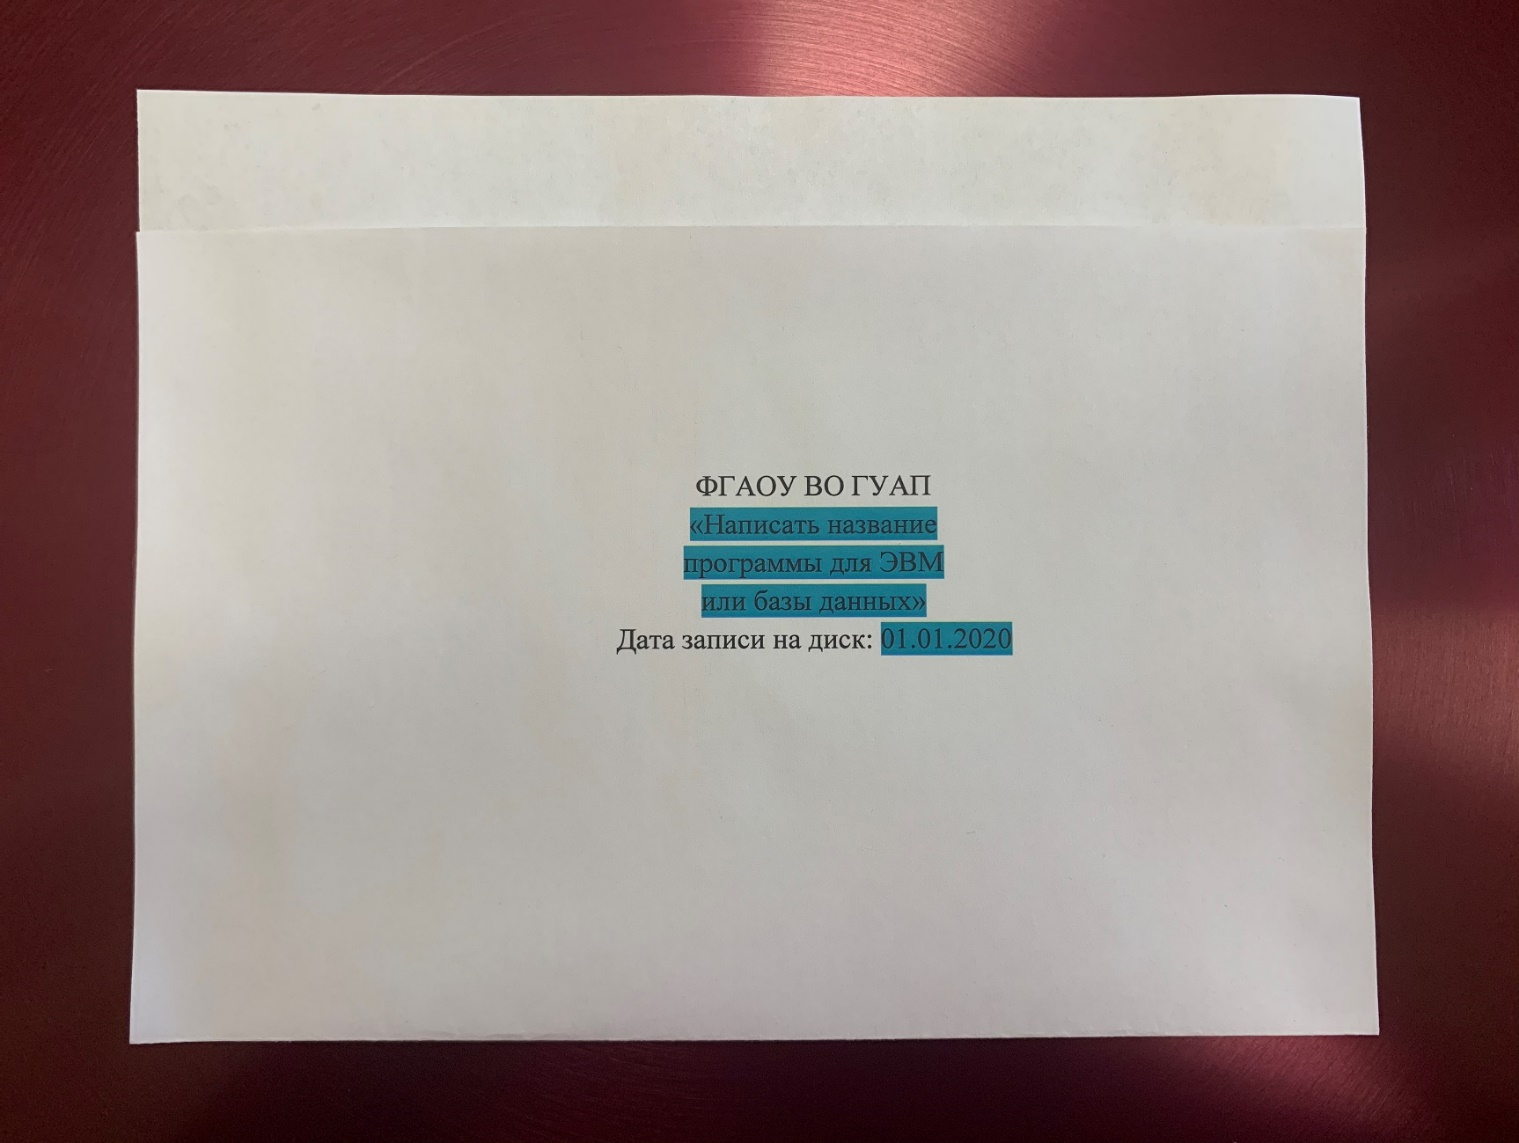 ФГАОУ ВО ГУАП
«Написать название
программы для ЭВМ
или базы данных»
Дата записи на диск: 01.01.2020